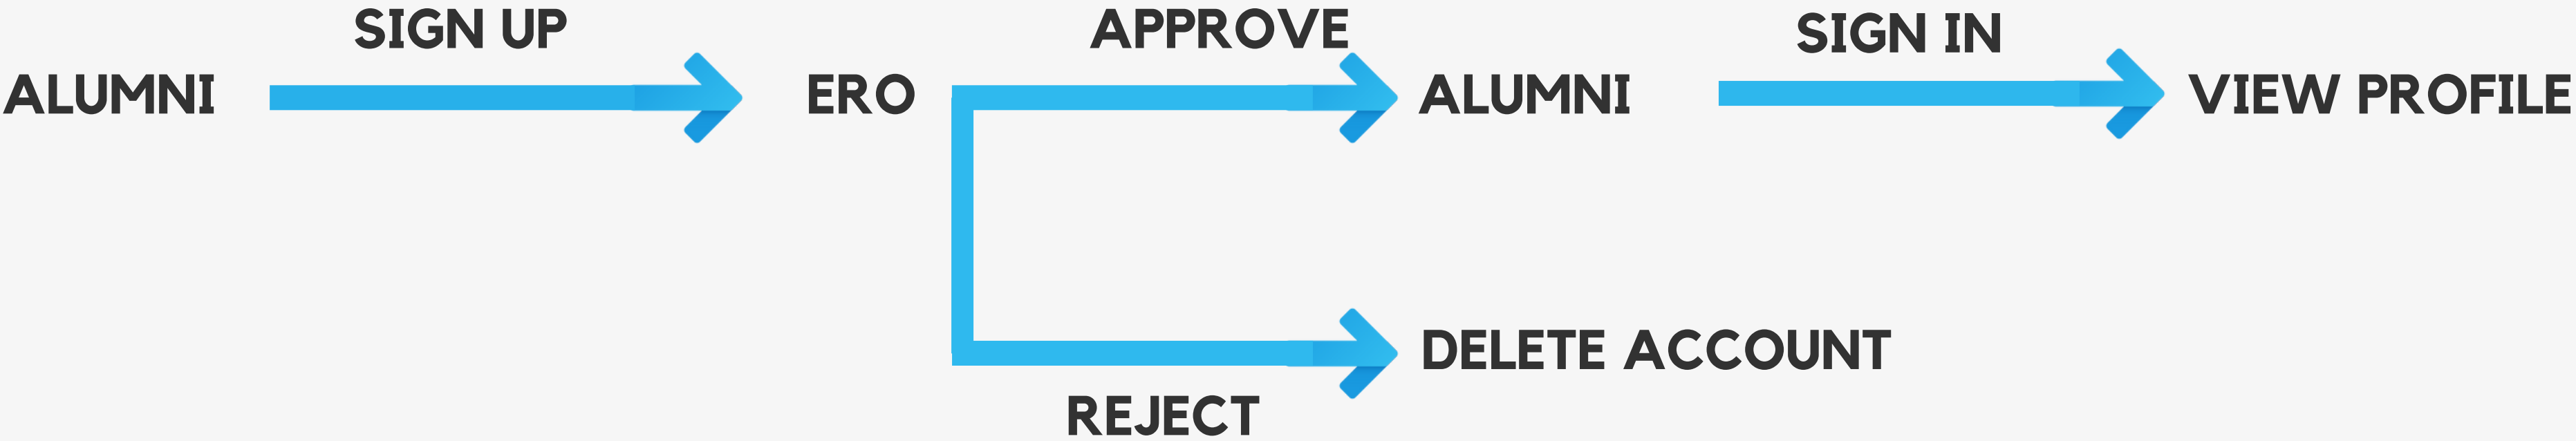 SIGN UP
APPROVE
SIGN IN
ALUMNI
ERO
ALUMNI
VIEW PROFILE
DELETE ACCOUNT
REJECT